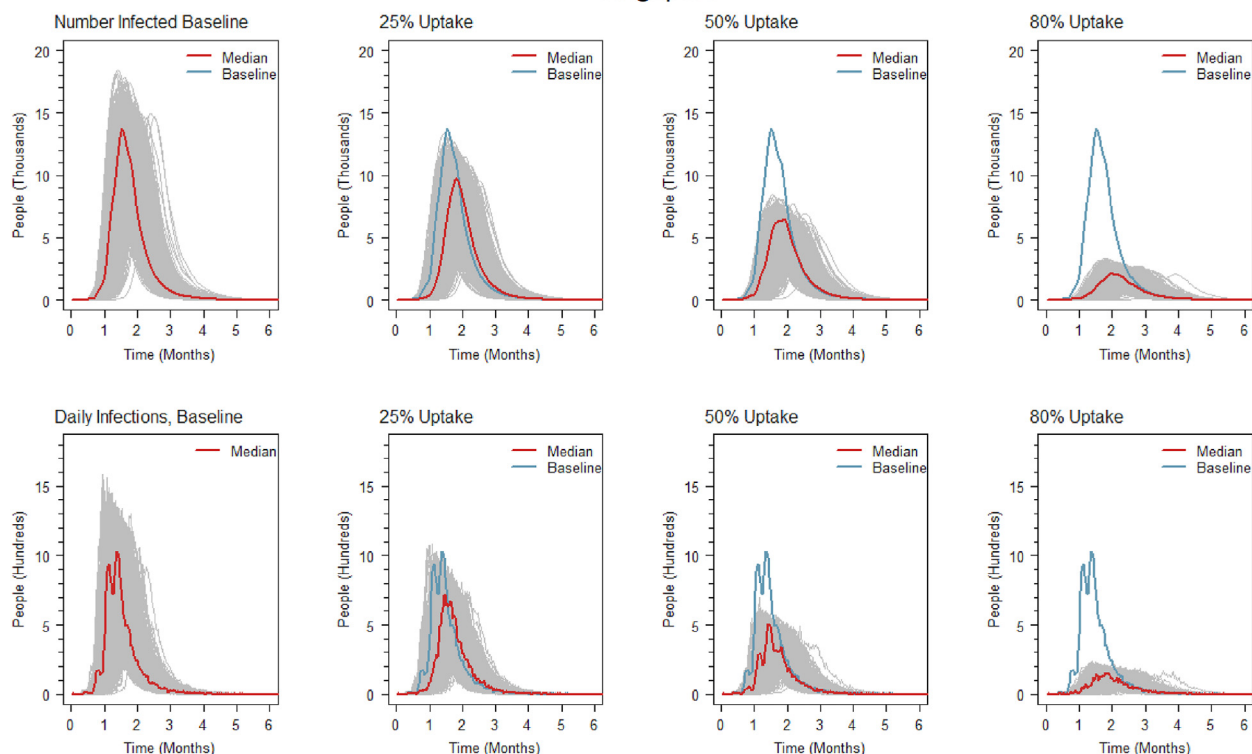 Number Infected Baseline
25% Uptake
50% Uptake
80% Uptake
People (Thousands)
20
15
10
5
0
Median
Baseline
0 1 2 3 4 5 6
Time (Months)
People (Thousands)
20
15
10
5
0
Median
Baseline
0 1 2 3 4 5 6
Time (Months)
People (Thousands)
20
15
10
5
0
Median
Baseline
0 1 2 3 4 5 6
Time (Months)
People (Thousands)
20
15
10
5
0
Median
Baseline
0 1 2 3 4 5 6
Time (Months)
Daily Infections, Baseline
25% Uptake
50% Uptake
80% Uptake
People (Hundreds)
15
10
5
0
Median
0 1 2 3 4 5 6
Time (Months)
People (Hundreds)
15
10
5
0
Median
Baseline
0 1 2 3 4 5 6
Time (Months)
People (Hundreds)
15
10
5
0
Median
Baseline
0 1 2 3 4 5 6
Time (Months)
People (Hundreds)
15
10
5
0
Median
Baseline
0 1 2 3 4 5 6
Time (Months)